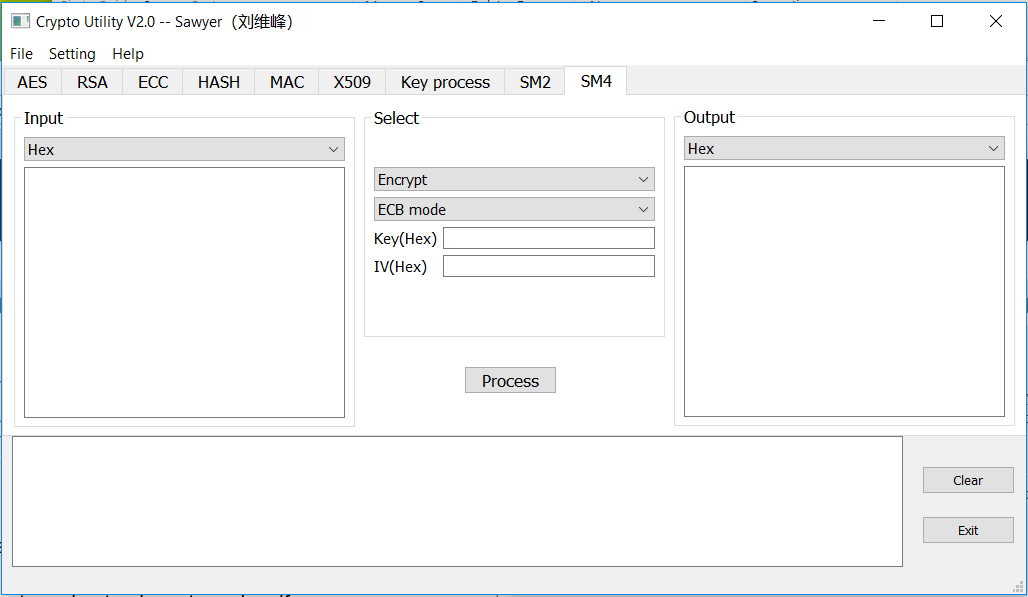 Crypto Utility V2.0 -- Sawyer（刘维峰）
File Setting Help
AES RSA ECC HASH MAC X509 Key process SM2 SM4
Input
Hex
Select
Encrypt
ECB mode
Key(Hex)
IV(Hex)
Process
Output
Hex
Clear
Exit